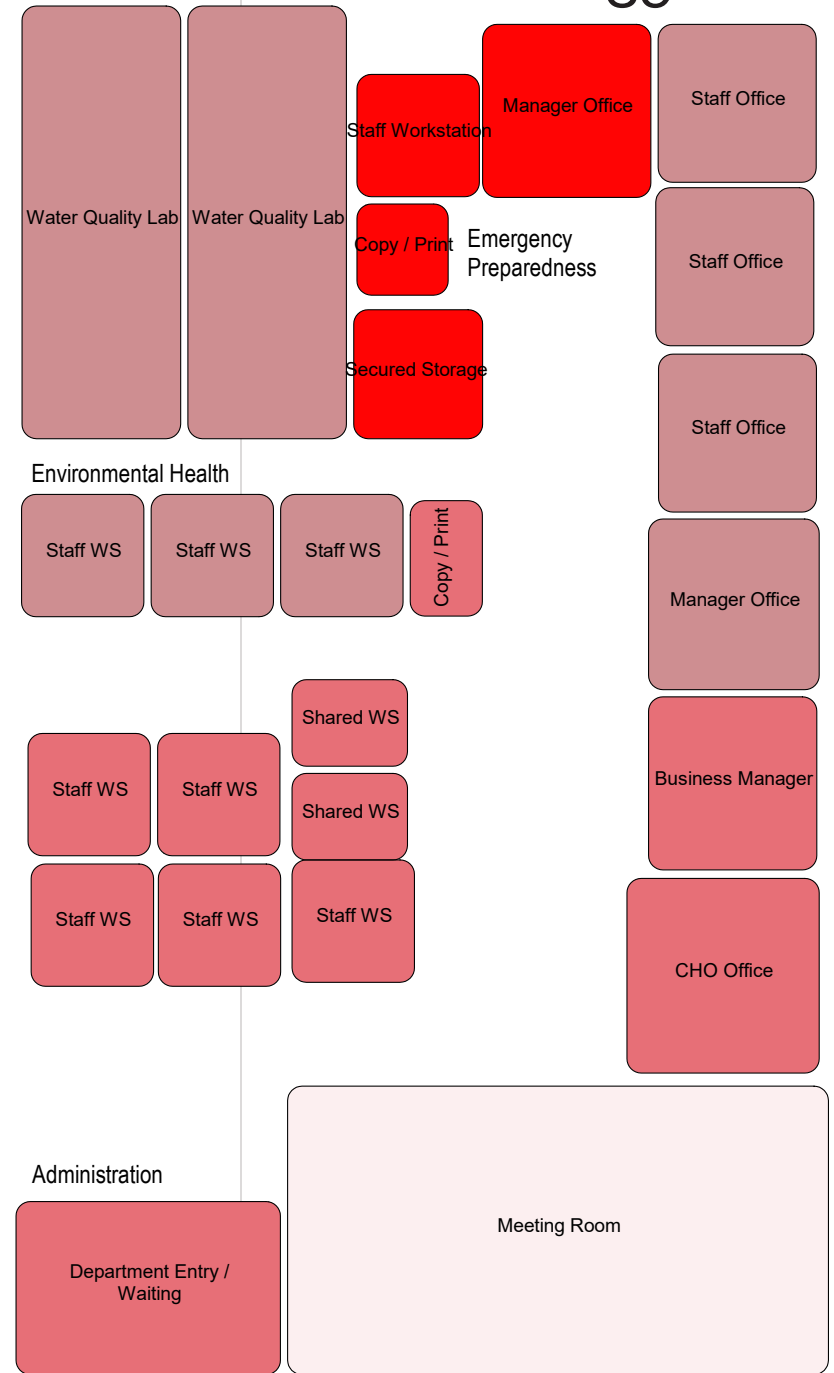 Water Quality Lab
Water Quality Lab
Staff Workstation
Manager Office
Staff Office
Copy / Print
Emergency
Preparedness
Staff Office
Secured Storage
Staff Office
Environmental Health
Staff WS
Staff WS
Staff WS
Copy / Print
Manager Office
Shared WS
Staff WS
Staff WS
Shared WS
Business Manager
Staff WS
Staff WS
Staff WS
CHO Office
Administration
Department Entry /
Waiting
Meeting Room